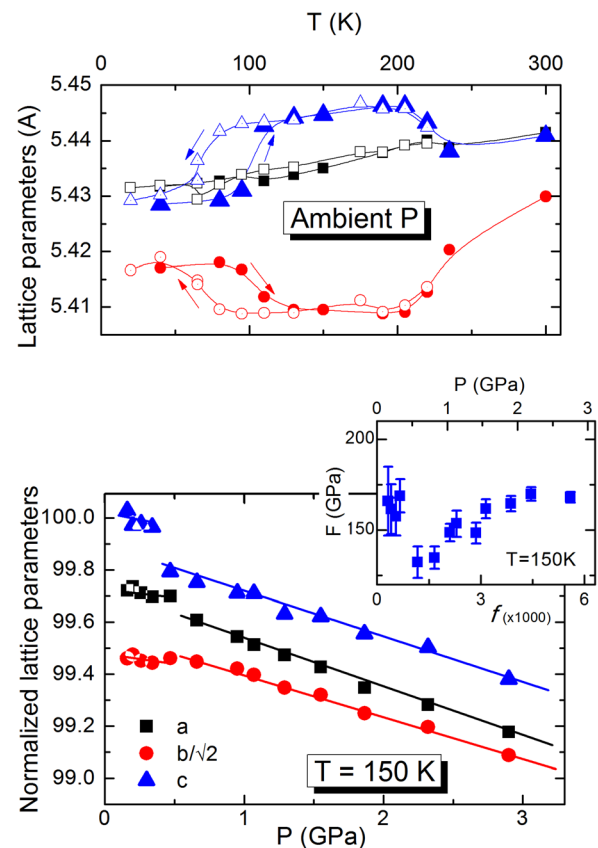 T (K)
0 100 200 300
5.45
5.44
5.43
5.42
5.41
Lattice parameters (A)
Ambient P
P (GPa)
0 1 2 3
200
150
F (GPa)
T=150K
0 3 6
f (x1000)
100.0
99.8
99.6
99.4
99.2
99.0
Normalized lattice parameters
a
b/√2
c
T = 150 K
0 1 2 3
P (GPa)